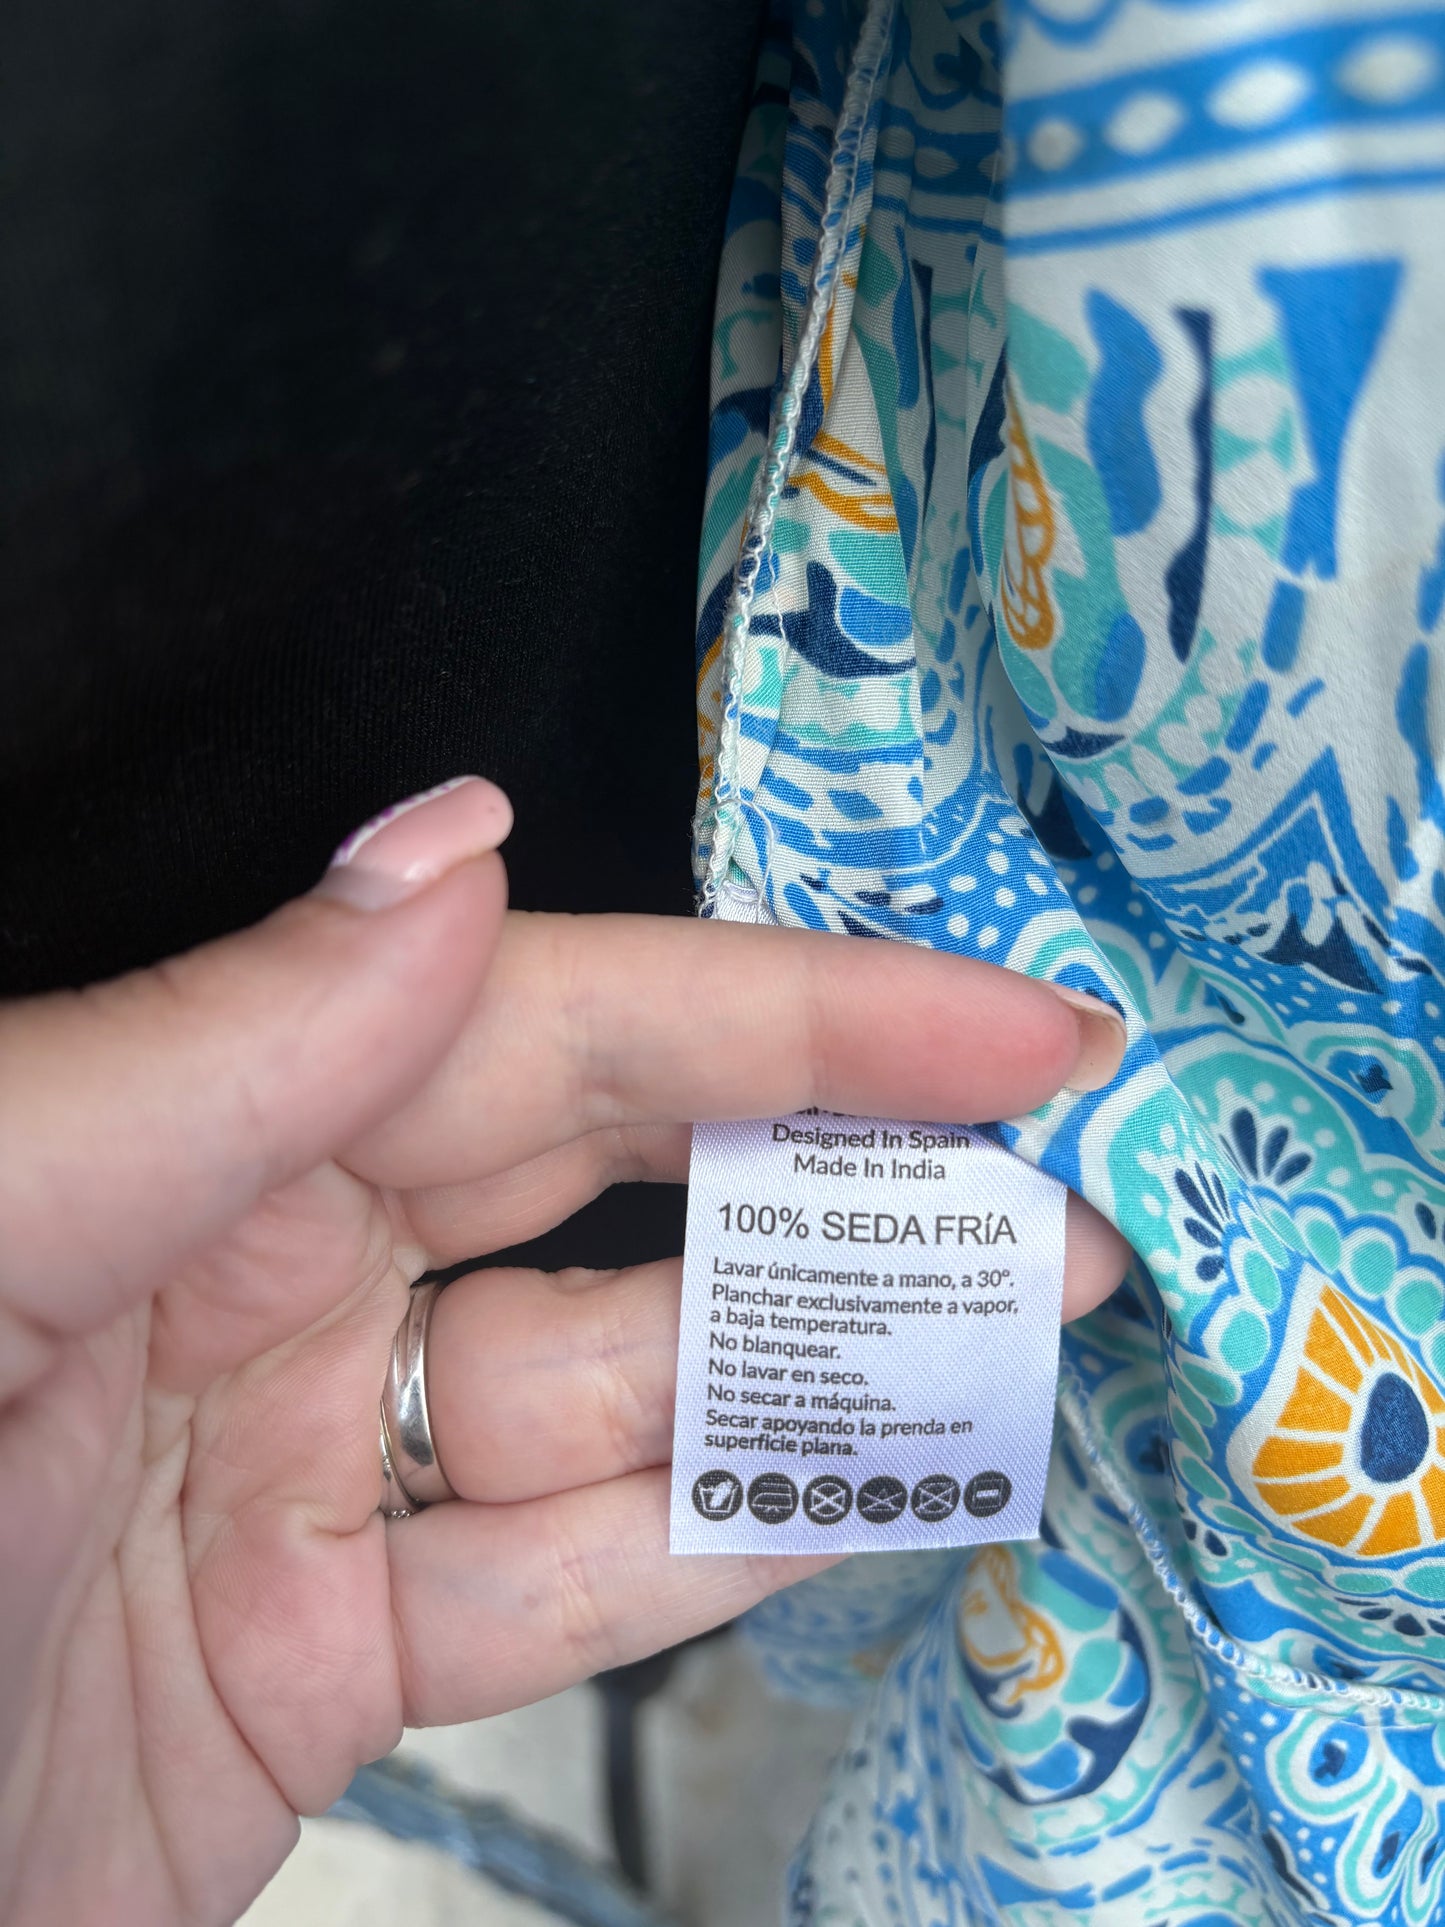 Designed In Spain
Made In India
100% SEDA FRíA
Lavar únicamente a mano, a 30º.
Planchar exclusivamente a vapor,
a baja temperatura.
No blanquear.
No lavar en seco.
No secar a máquina.
Secar apoyando la prenda en
superficie plana.